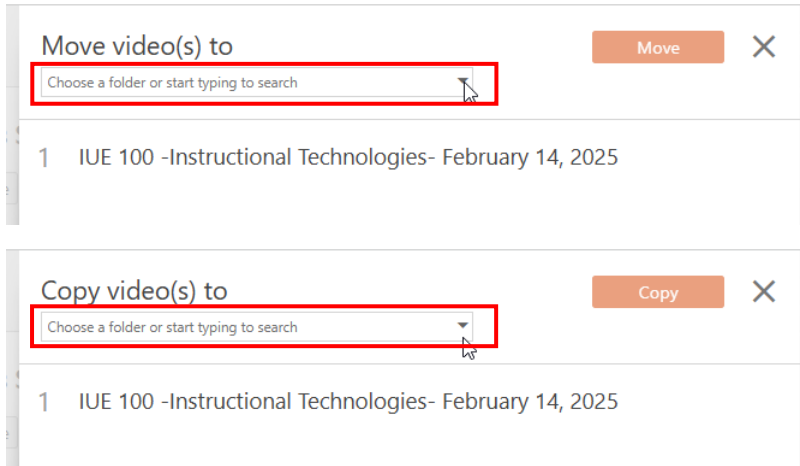 Move video(s) to
Move
Choose a folder or start typing to search
1 IUE 100 -Instructional Technologies- February 14, 2025
Copy video(s) to
Copy
Choose a folder or start typing to search
1 IUE 100 -Instructional Technologies- February 14, 2025